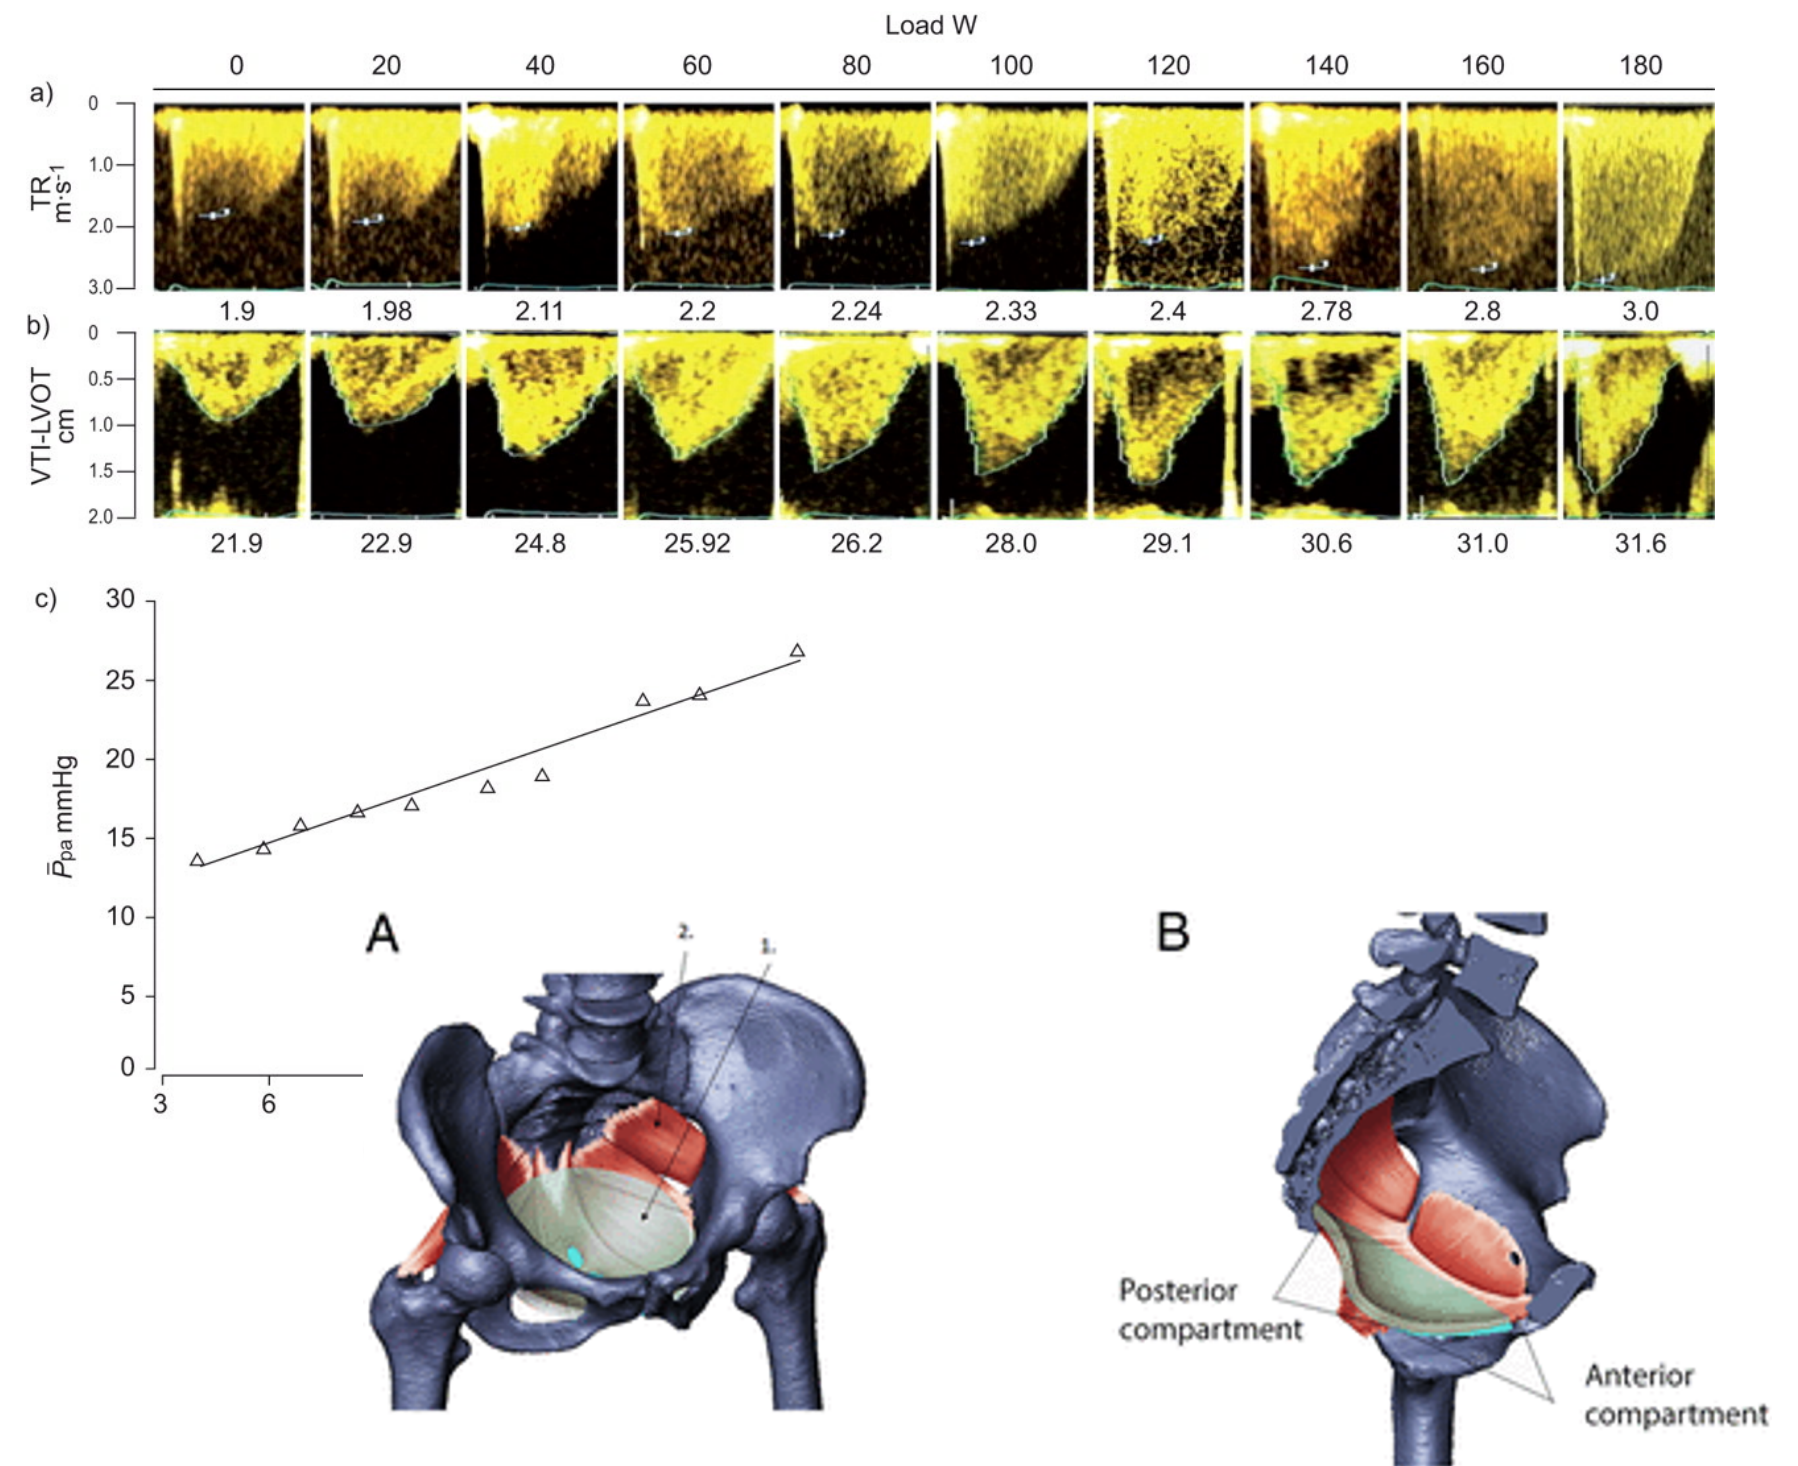 Load W
0 20 40 60 80 100 120 140 160 180
a)
0
1.0
2.0
3.0
TR
m·s⁻¹
1.9 1.98 2.11 2.2 2.24 2.33 2.4 2.78 2.8 3.0
b)
0
0.5
1.0
1.5
2.0
VTI-LVOT
cm
21.9 22.9 24.8 25.92 26.2 28.0 29.1 30.6 31.0 31.6
c)
30
25
20
15
10
5
0
P̄pa mmHg
3 6
A
2.
1.
B
Posterior
compartment
Anterior
compartment